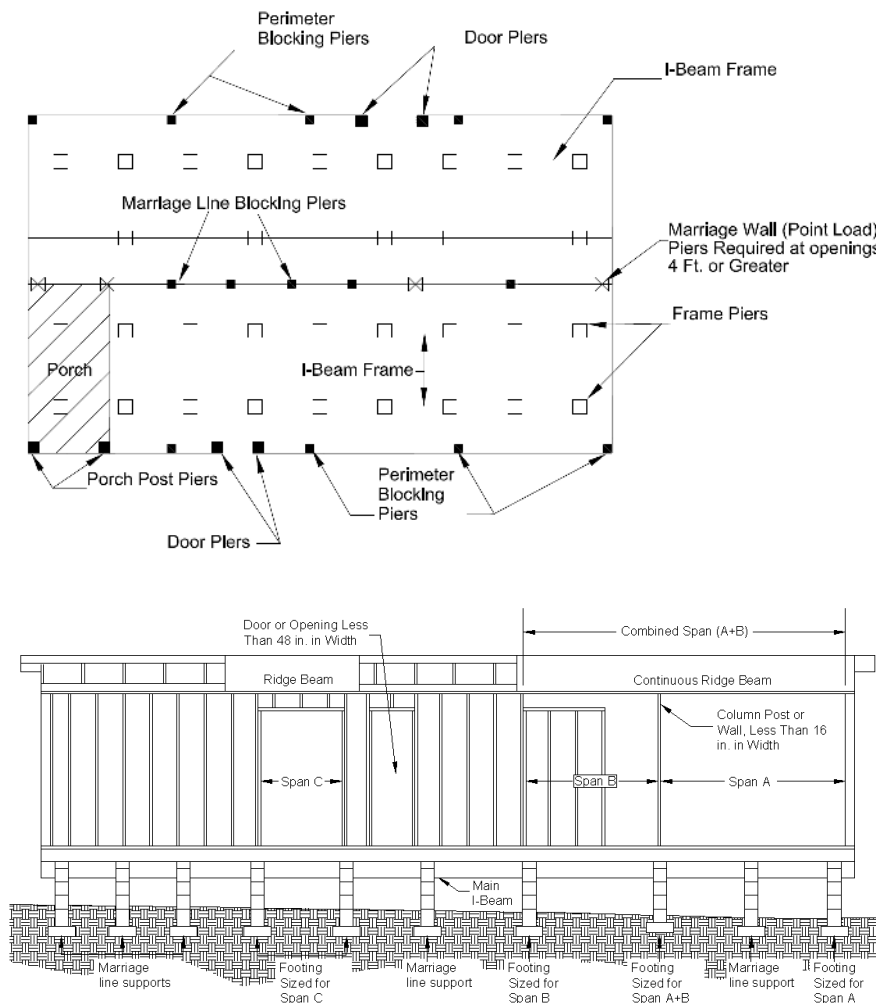 Perimeter
Blocking Piers
Door Piers
I-Beam Frame
Marriage Line Blocking Piers
Marriage Wall (Point Load)
Piers Required at openings
4 Ft. or Greater
Frame Piers
Porch
I-Beam Frame
Porch Post Piers
Perimeter
Blocking
Piers
Door Piers
Door or Opening Less
Than 48 in. in Width
Combined Span (A+B)
Ridge Beam
Continuous Ridge Beam
Column Post or
Wall, Less Than 16
in. in Width
Span C
Span B
Span A
Main
I-Beam
Marriage
line supports
Footing
Sized for
Span C
Marriage
line support
Footing
Sized for
Span B
Footing
Sized for
Span A+B
Marriage
line support
Footing
Sized for
Span A